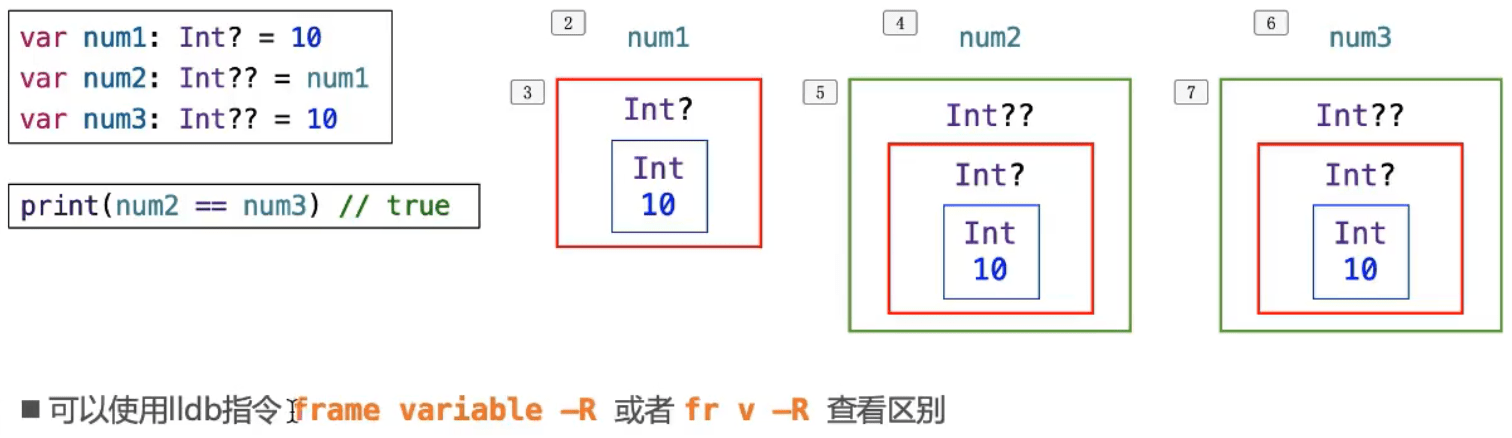 var num1: Int? = 10
var num2: Int?? = num1
var num3: Int?? = 10
print(num2 == num3) // true
2
num1
3
Int?
Int
10
4
num2
5
Int??
Int?
Int
10
6
num3
7
Int??
Int?
Int
10
■ 可以使用lldb指令 frame variable –R 或者 fr v –R 查看区别